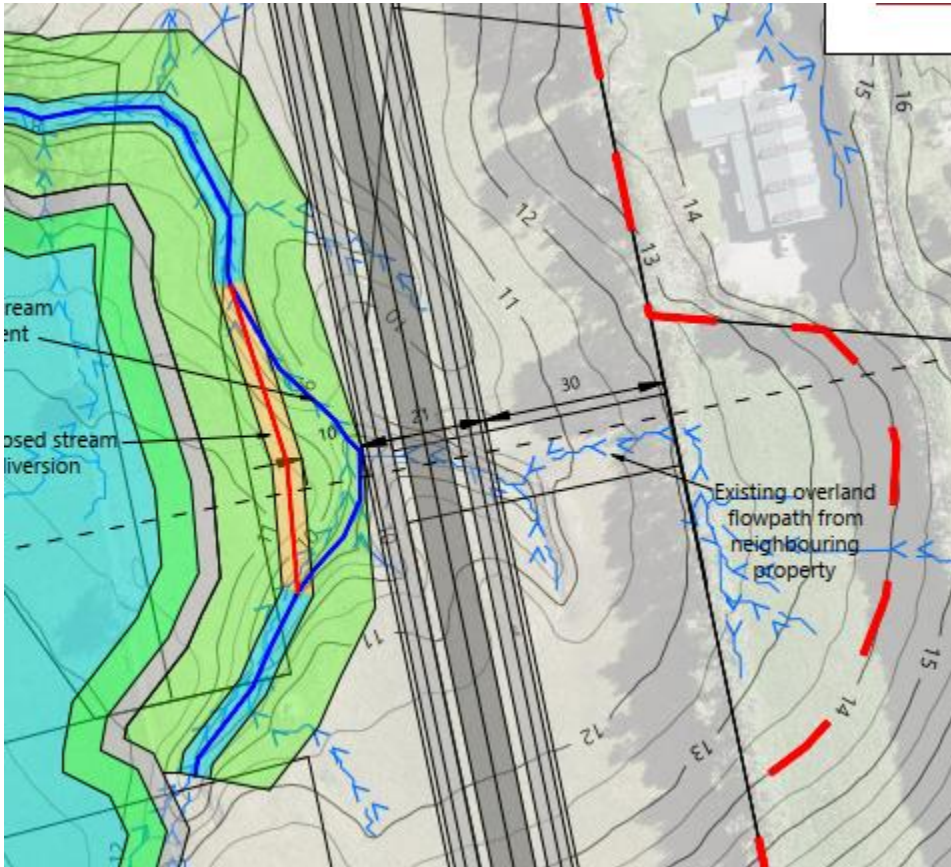 15
16
14
12
13
11
10
ream
ent
30
21
10
osed stream
diversion
Existing overland
flowpath from
neighbouring
property
11
15
14
12
13